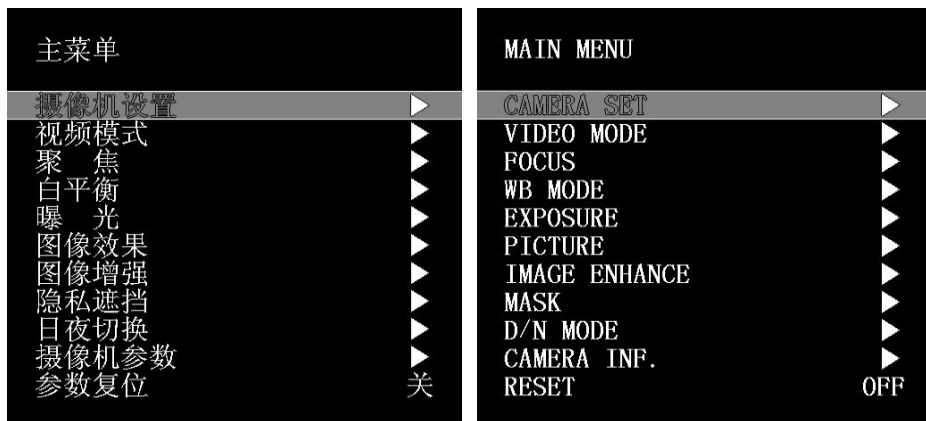 主菜单
摄像机设置
视频模式
聚 焦
白平衡
曝 光
图像效果
图像增强
隐私遮挡
日夜切换
摄像机参数
参数复位 关
MAIN MENU
CAMERA SET
VIDEO MODE
FOCUS
WB MODE
EXPOSURE
PICTURE
IMAGE ENHANCE
MASK
D/N MODE
CAMERA INF.
RESET OFF